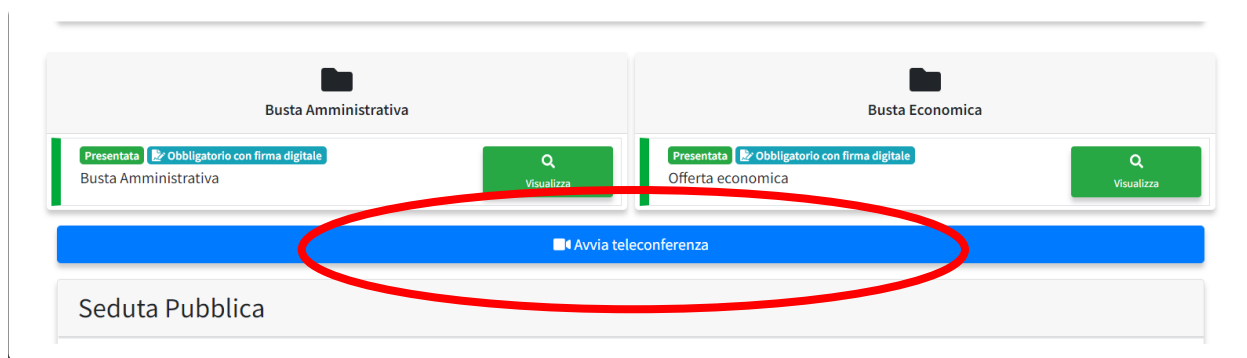 Busta Amministrativa
Presentata Obbligatorio con firma digitale
Busta Amministrativa
Visualizza
Busta Economica
Presentata Obbligatorio con firma digitale
Offerta economica
Visualizza
Avvia teleconferenza
Seduta Pubblica